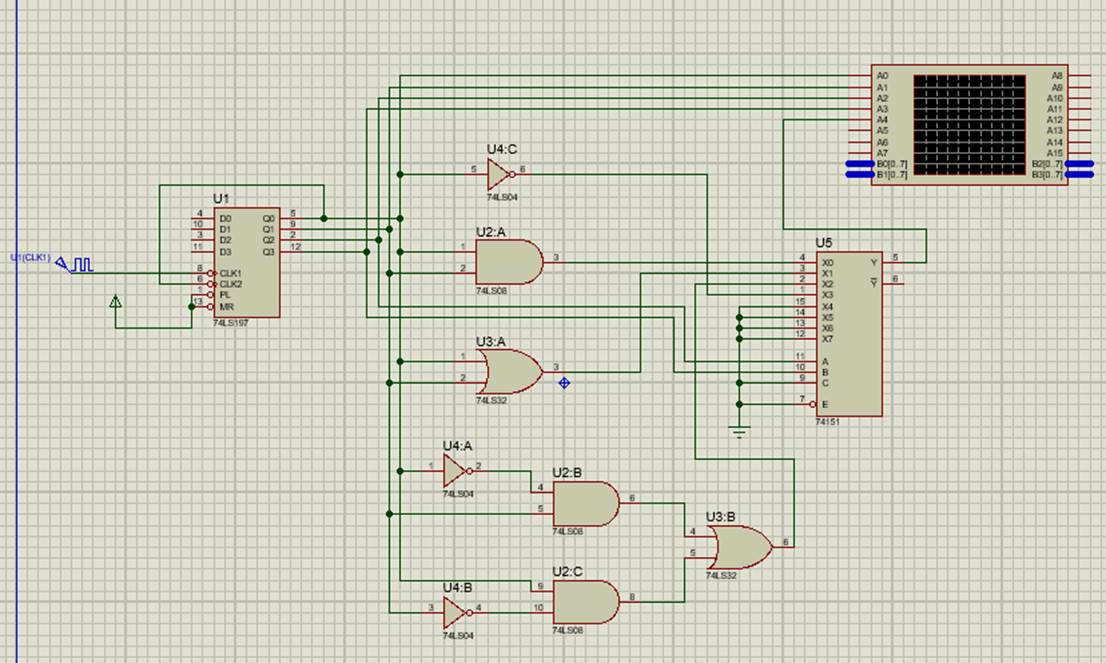 U1(CLK1)
U1
4 D0 Q0 5
10 D1 Q1 9
3 D2 Q2 2
11 D3 Q3 12
8 CLK1
6 CLK2
1 PL
13 MR
74LS197
U4:C
5 6
74LS04
U2:A
1
2
3
74LS08
U3:A
1
2
3
74LS32
U4:A
1 2
74LS04
U2:B
4
5
6
74LS08
U2:C
9
10
8
74LS08
U4:B
3 4
74LS04
U3:B
4
5
6
74LS32
U5
4 X0 Y 5
3 X1
2 X2 Y 6
1 X3
15 X4
14 X5
13 X6
12 X7
11 A
10 B
9 C
7 E
74151
A0 A8
A1 A9
A2 A10
A3 A11
A4 A12
A5 A13
A6 A14
A7 A15
B0[0..7] B2[0..7]
B1[0..7] B3[0..7]